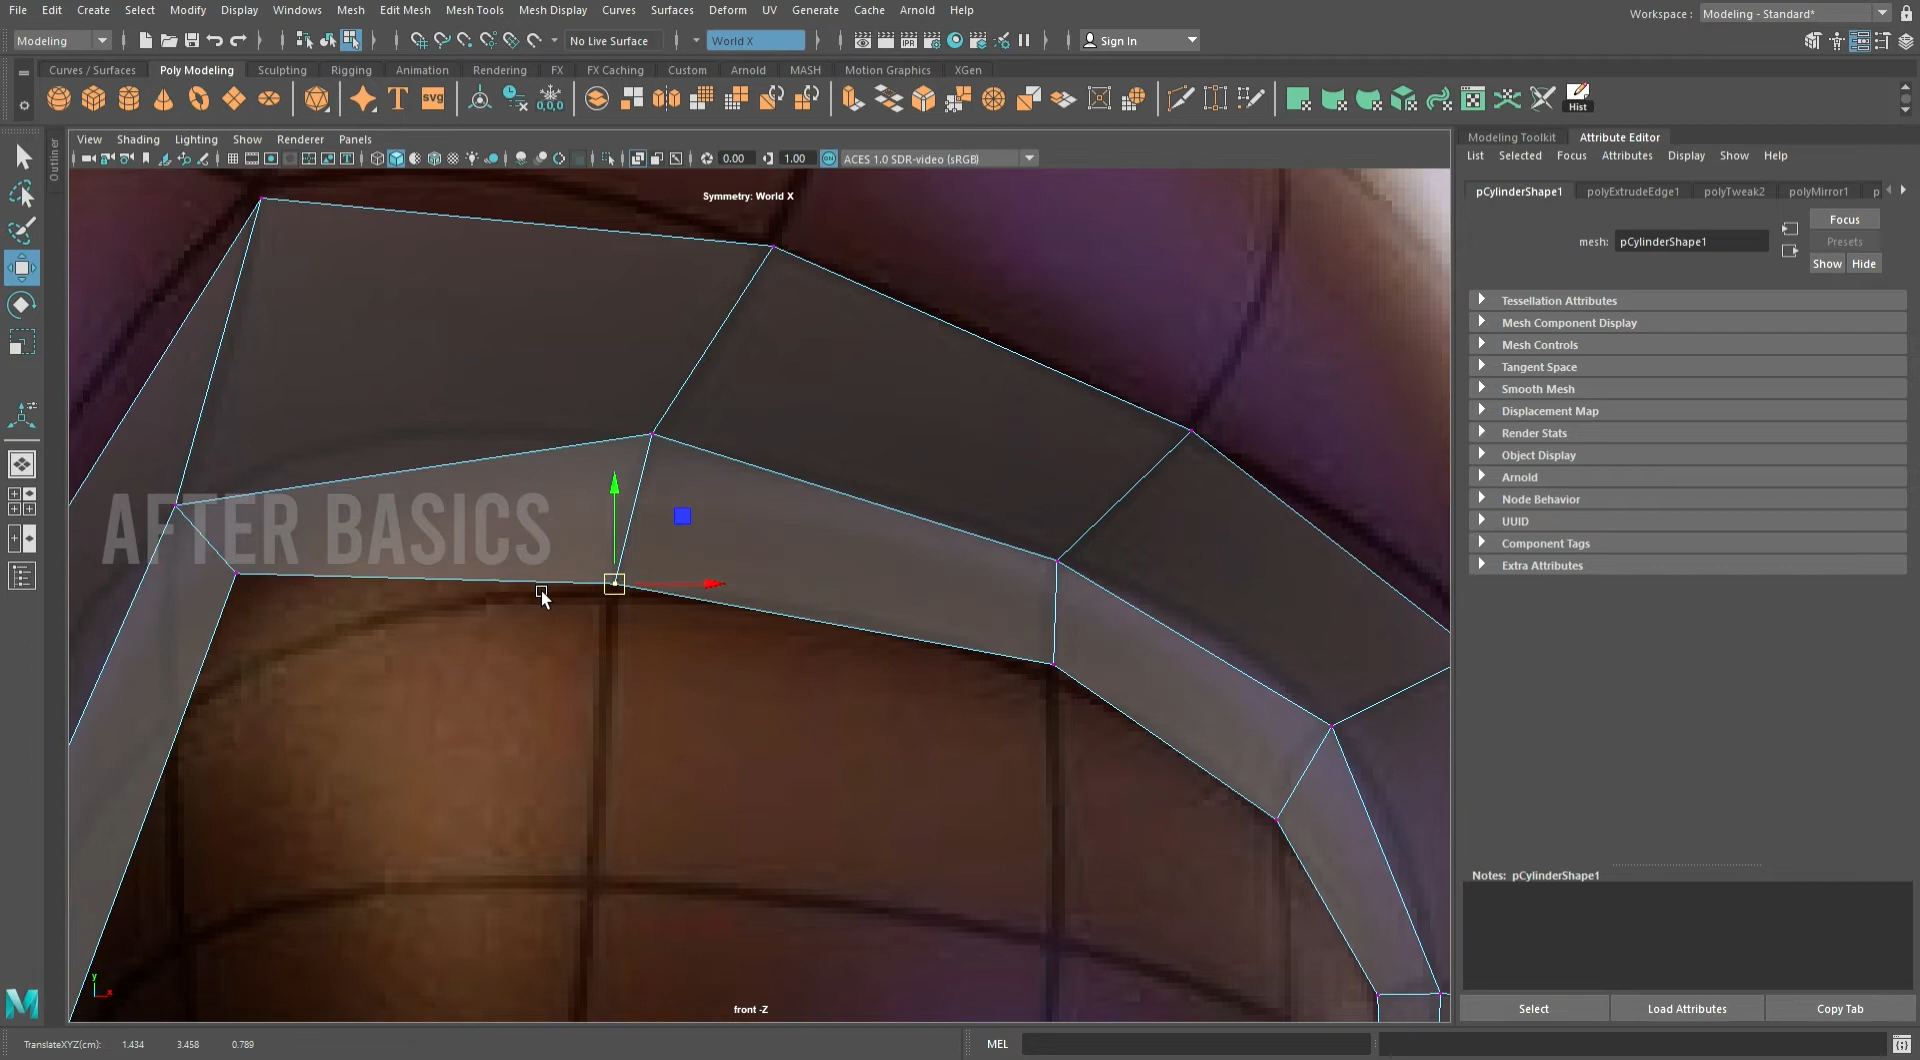 File Edit Create Select Modify Display Windows Mesh Edit Mesh Mesh Tools Mesh Display Curves Surfaces Deform UV Generate Cache Arnold Help
Workspace : Modeling - Standard*
Modeling No Live Surface World X Sign In
Curves / Surfaces Poly Modeling Sculpting Rigging Animation Rendering FX FX Caching Custom Arnold MASH Motion Graphics XGen
T SVG 0,0,0 Hist
View Shading Lighting Show Renderer Panels
Modeling Toolkit Attribute Editor
0.00 1.00 ON ACES 1.0 SDR-video (sRGB)
List Selected Focus Attributes Display Show Help
Outliner
pCylinderShape1 polyExtrudeEdge1 polyTweak2 polyMirror1 p
Symmetry: World X
mesh: pCylinderShape1
Focus
Presets
Show Hide
Tessellation Attributes
Mesh Component Display
Mesh Controls
Tangent Space
Smooth Mesh
Displacement Map
Render Stats
Object Display
Arnold
Node Behavior
UUID
Component Tags
Extra Attributes
AFTER BASICS
Notes: pCylinderShape1
y
x
front -Z
Select Load Attributes Copy Tab
TranslateXYZ(cm): 1.434 3.458 0.789
MEL